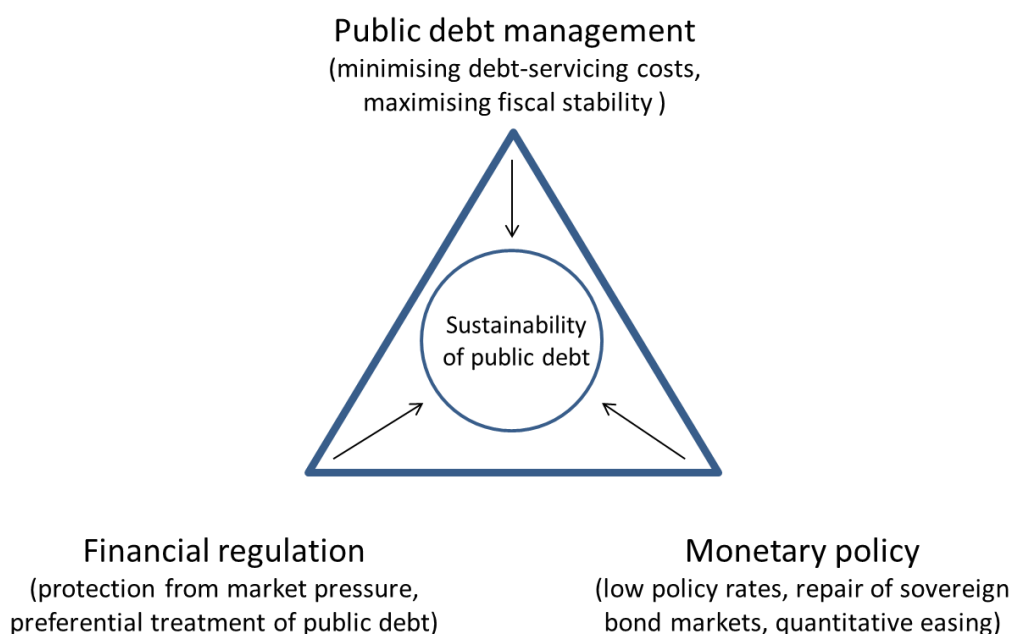 Public debt management
(minimising debt-servicing costs,
maximising fiscal stability )
Sustainability
of public debt
Financial regulation
(protection from market pressure,
preferential treatment of public debt)
Monetary policy
(low policy rates, repair of sovereign
bond markets, quantitative easing)